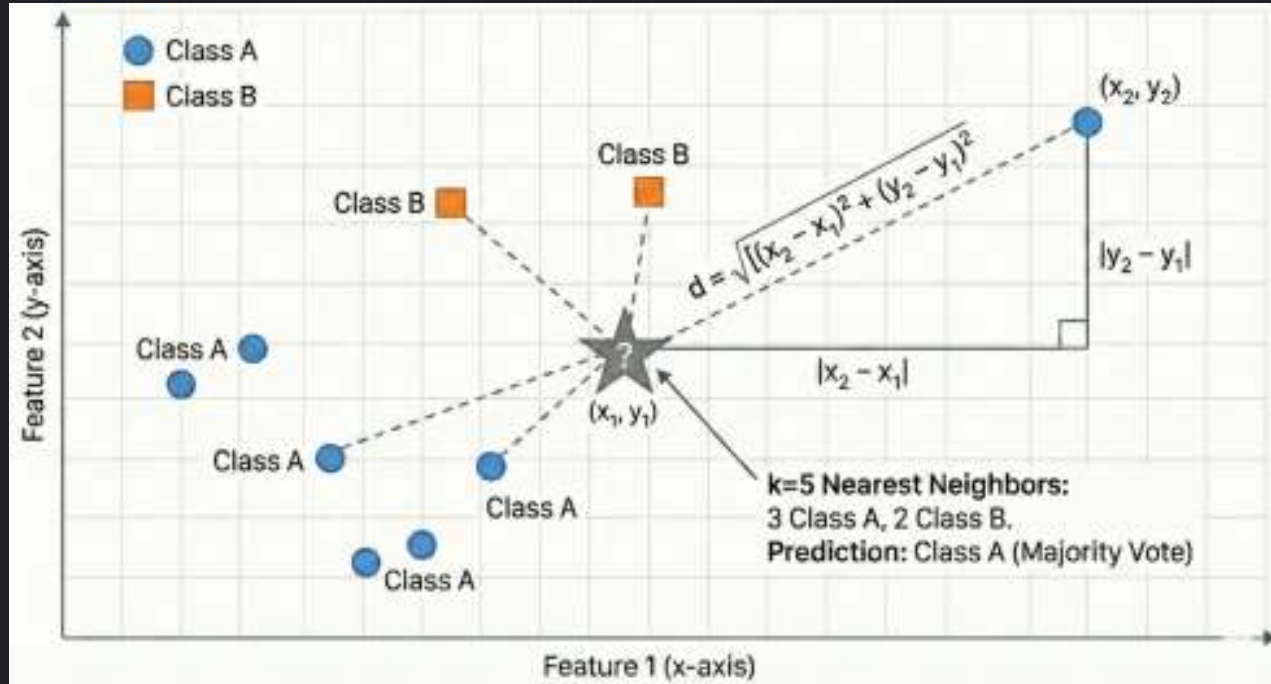 Class A
Class B
(x₂, y₂)
Class B
Class B
d = √[((x₂ − x₁)² + (y₂ − y₁)²
|y₂ − y₁|
Class A
?
|x₂ − x₁|
(x₁, y₁)
Class A
Class A
k=5 Nearest Neighbors:
3 Class A, 2 Class B.
Prediction: Class A (Majority Vote)
Class A
Feature 2 (y-axis)
Feature 1 (x-axis)